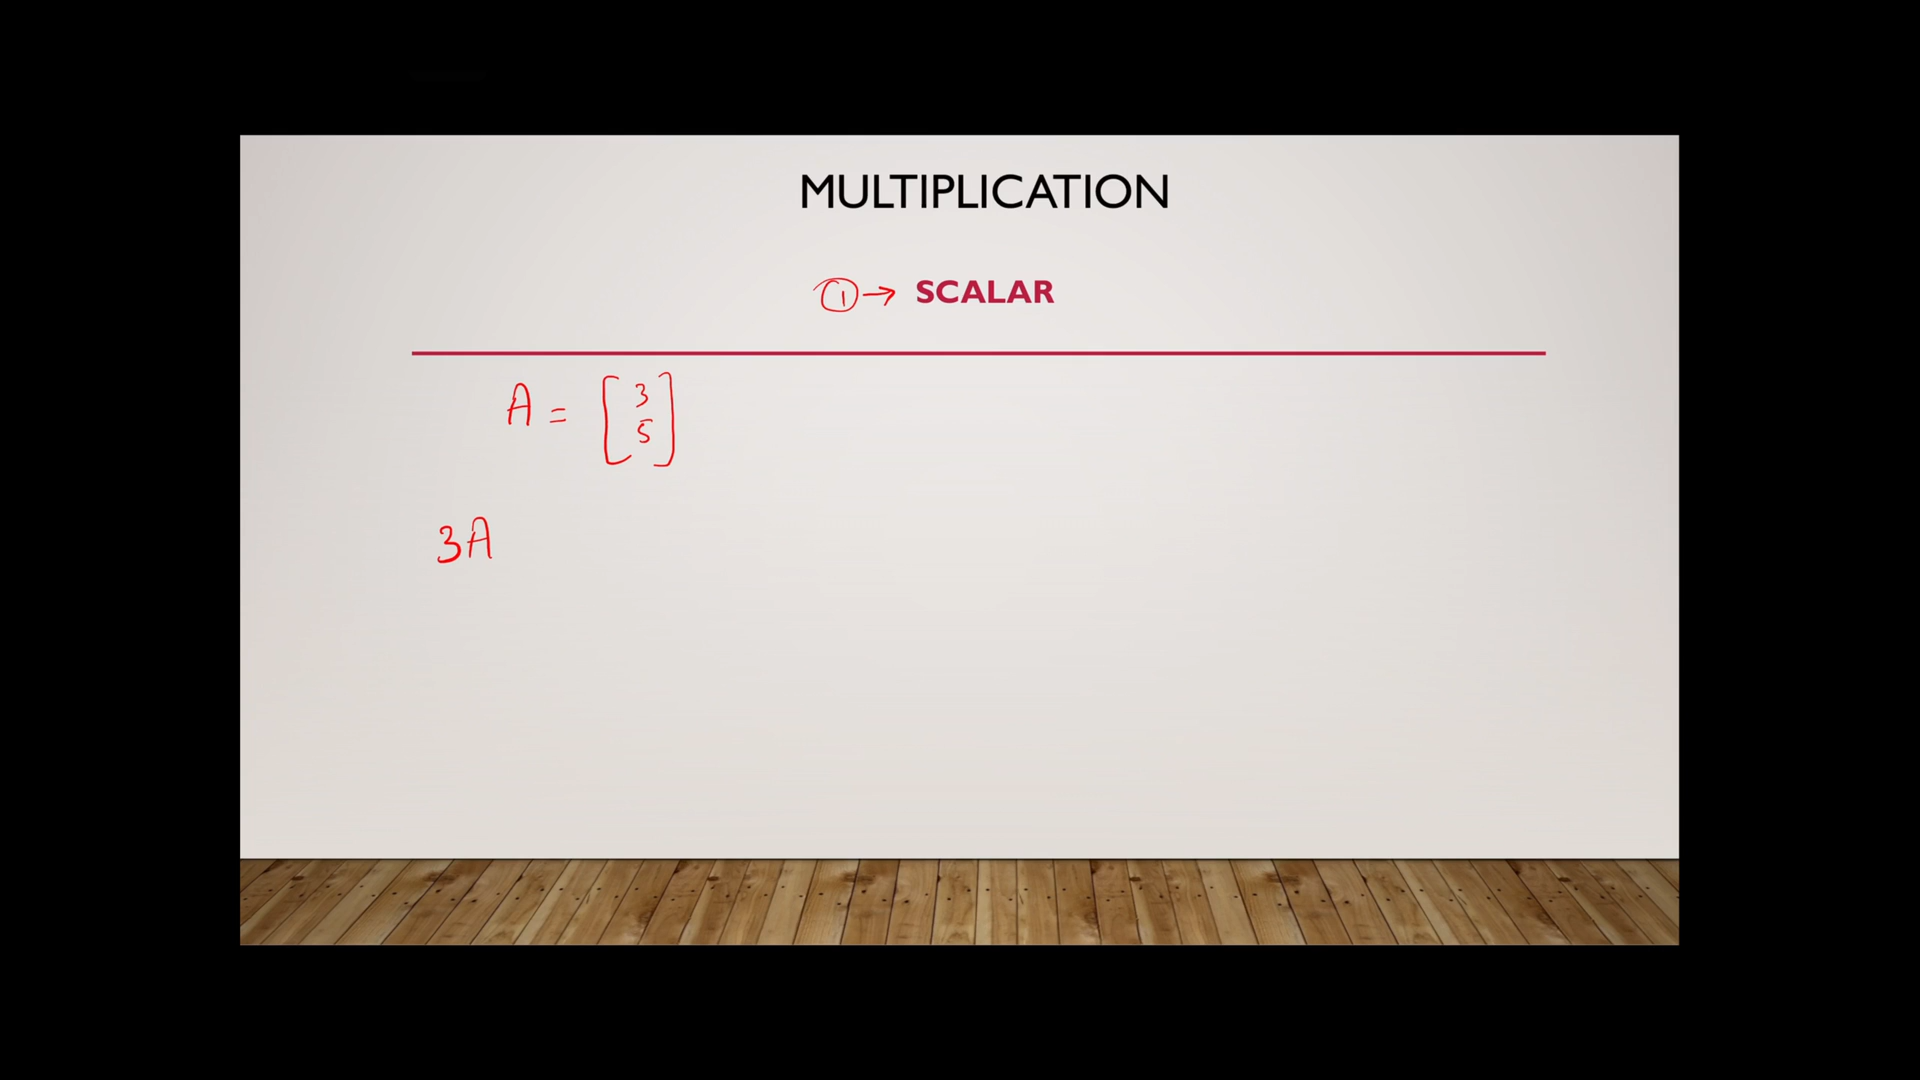 MULTIPLICATION
① → SCALAR
A = [3
5]
3A